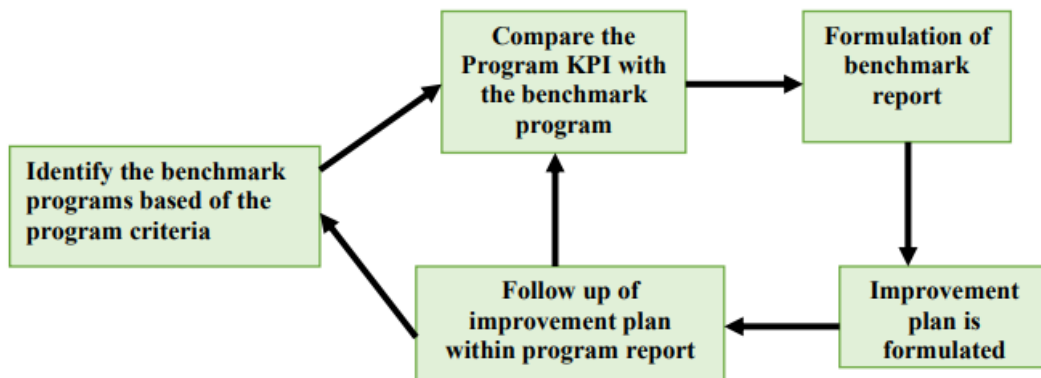 Identify the benchmark
programs based of the
program criteria
Compare the
Program KPI with
the benchmark
program
Formulation of
benchmark
report
Improvement
plan is
formulated
Follow up of
improvement plan
within program report